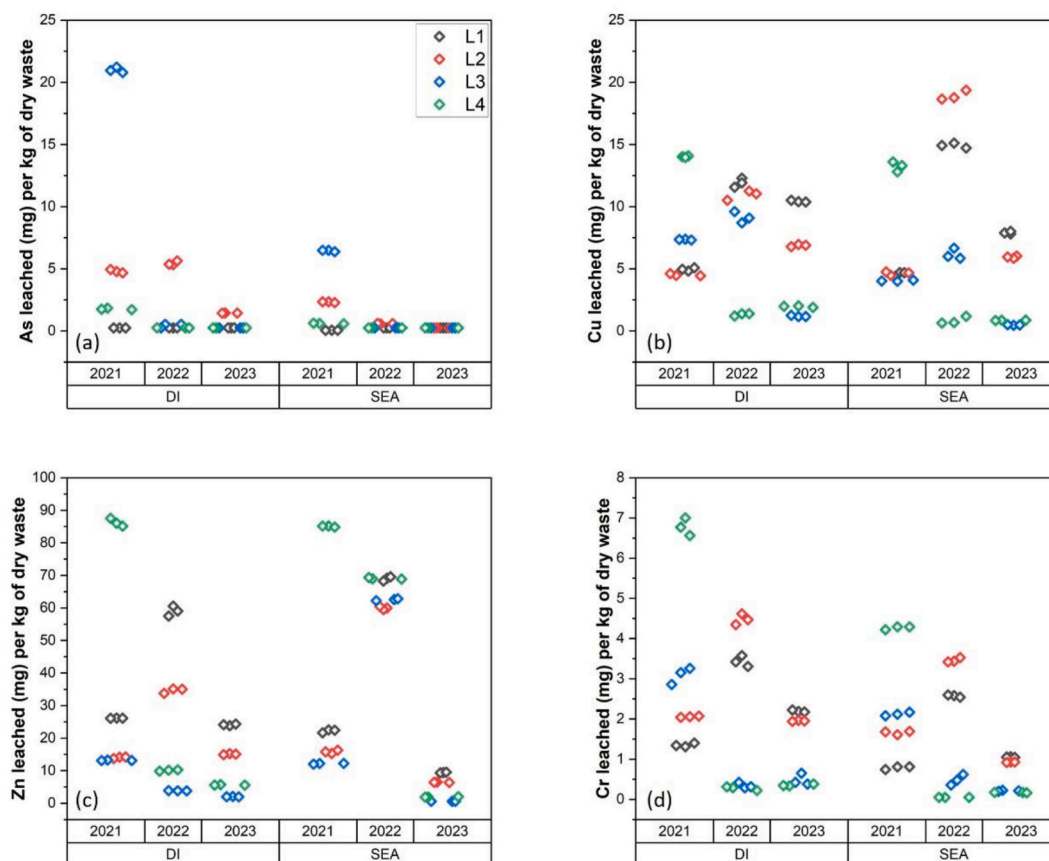 As leached (mg) per kg of dry waste
25
20
15
10
5
0
L1
L2
L3
L4
(a)
2021 2022 2023 2021 2022 2023
DI SEA
Cu leached (mg) per kg of dry waste
25
20
15
10
5
0
(b)
2021 2022 2023 2021 2022 2023
DI SEA
Zn leached (mg) per kg of dry waste
100
90
80
70
60
50
40
30
20
10
0
(c)
2021 2022 2023 2021 2022 2023
DI SEA
Cr leached (mg) per kg of dry waste
8
7
6
5
4
3
2
1
0
(d)
2021 2022 2023 2021 2022 2023
DI SEA